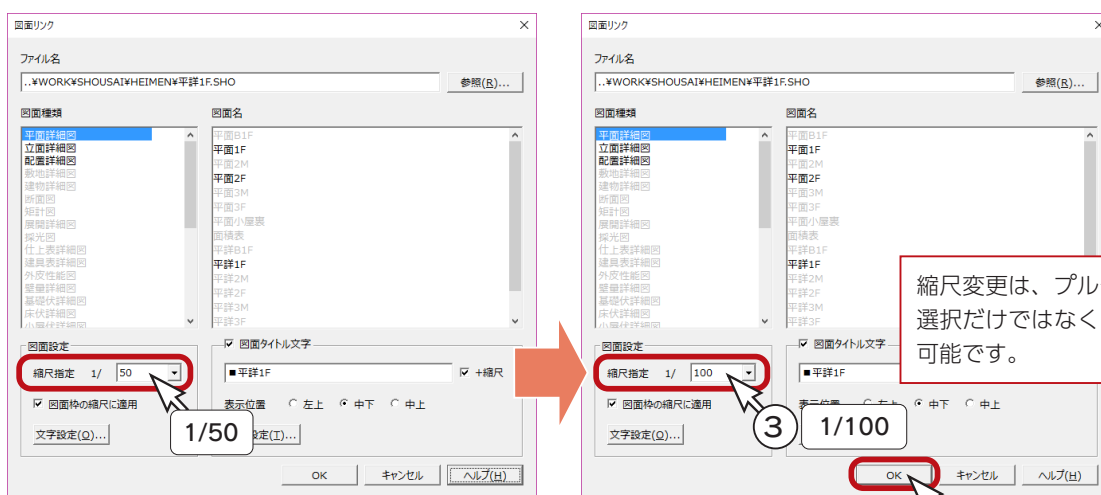 図面リンク
ファイル名
..¥WORK¥SHOUSAI¥HEIMEN¥平詳1F.SHO
参照(R)...
図面種類
平面詳細図
立面詳細図
配置詳細図
敷地詳細図
建物詳細図
断面図
矩計図
展開詳細図
採光図
仕上表詳細図
建具表詳細図
外皮性能図
壁量詳細図
基礎伏詳細図
床伏詳細図
小屋伏詳細図
図面名
平面B1F
平面1F
平面2M
平面2F
平面3M
平面3F
平面小屋裏
面積表
平詳B1F
平詳1F
平詳2M
平詳2F
平詳3M
平詳3F
図面設定
縮尺指定 1/ 50
図面枠の縮尺に適用
文字設定(O)...
図面タイトル文字
■平詳1F
+縮尺
表示位置 左上 中下 中上
設定(T)...
1/50
OK キャンセル ヘルプ(H)
図面リンク
ファイル名
..¥WORK¥SHOUSAI¥HEIMEN¥平詳1F.SHO
参照(R)...
図面種類
平面詳細図
立面詳細図
配置詳細図
敷地詳細図
建物詳細図
断面図
矩計図
展開詳細図
採光図
仕上表詳細図
建具表詳細図
外皮性能図
壁量詳細図
基礎伏詳細図
床伏詳細図
小屋伏詳細図
図面名
平面B1F
平面1F
平面2M
平面2F
平面3M
平面3F
平面小屋裏
面積表
平詳B1F
平詳1F
平詳2M
平詳2F
平詳3M
平詳3F
縮尺変更は、プル
選択だけではなく
可能です。
図面設定
縮尺指定 1/ 100
図面枠の縮尺に適用
文字設定(O)...
図面タイトル文字
■平詳1F
表示位置 左上 中下 中上
③ 1/100
OK キャンセル ヘルプ(H)